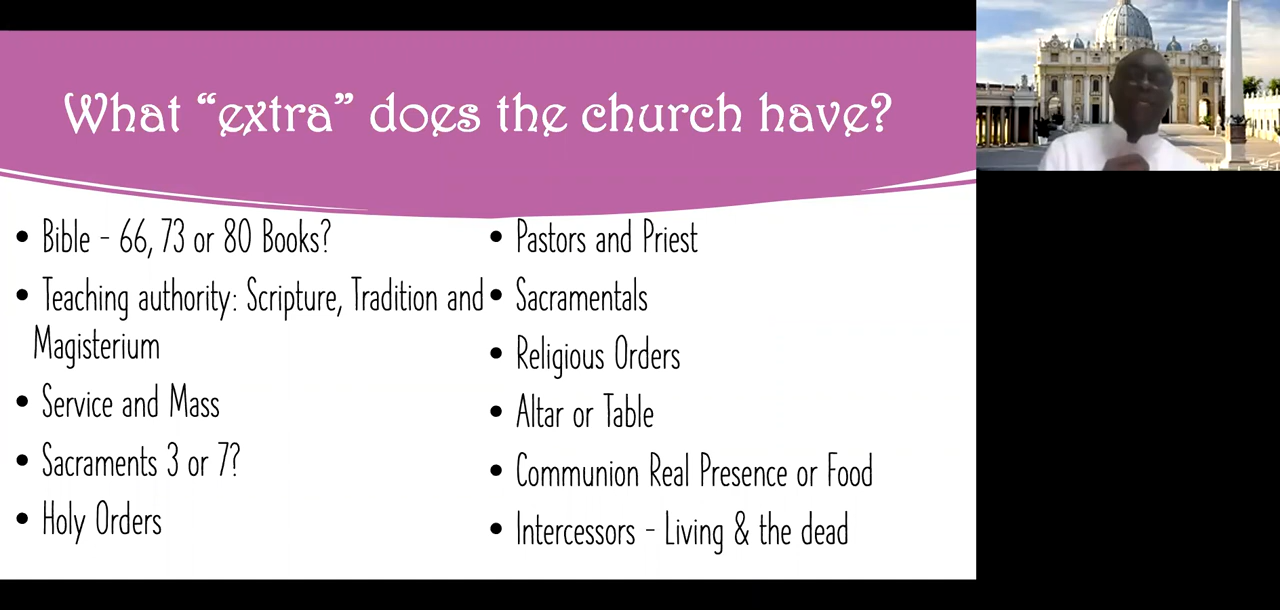 What “extra” does the church have?
• Bible - 66, 73 or 80 Books?
• Teaching authority: Scripture, Tradition and
Magisterium
• Service and Mass
• Sacraments 3 or 7?
• Holy Orders
• Pastors and Priest
• Sacramentals
• Religious Orders
• Altar or Table
• Communion Real Presence or Food
• Intercessors - Living & the dead